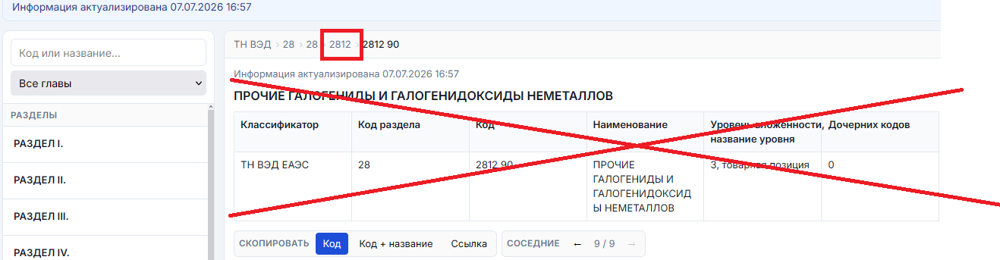 Информация актуализирована 07.07.2026 16:57
Код или название...
Все главы
РАЗДЕЛЫ
РАЗДЕЛ I.
РАЗДЕЛ II.
РАЗДЕЛ III.
РАЗДЕЛ IV.
ТН ВЭД › 28 › 28 › 2812 › 2812 90
Информация актуализирована 07.07.2026 16:57
ПРОЧИЕ ГАЛОГЕНИДЫ И ГАЛОГЕНИДОКСИДЫ НЕМЕТАЛЛОВ
Классификатор Код раздела Код Наименование Уровень вложенности, Дочерних кодов
название уровня
ТН ВЭД ЕАЭС 28 2812 90 ПРОЧИЕ 3, товарная позиция 0
ГАЛОГЕНИДЫ И
ГАЛОГЕНИДОКСИД
Ы НЕМЕТАЛЛОВ
СКОПИРОВАТЬ Код Код + название Ссылка СОСЕДНИЕ ← 9 / 9 →